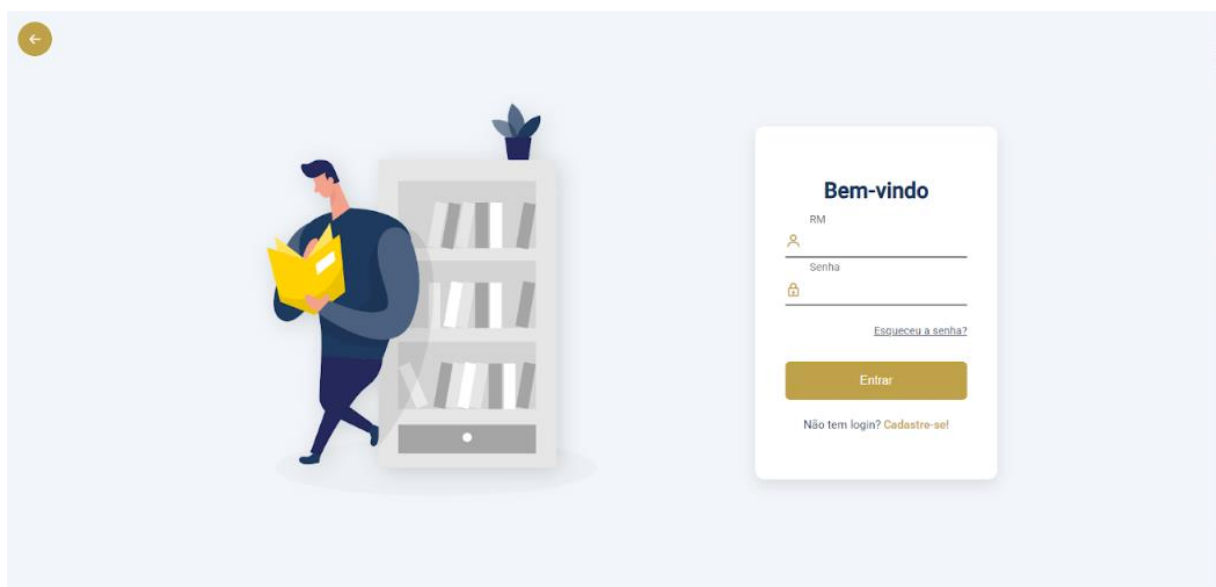 Bem-vindo
RM
Senha
Esqueceu a senha?
Entrar
Não tem login? Cadastre-se!